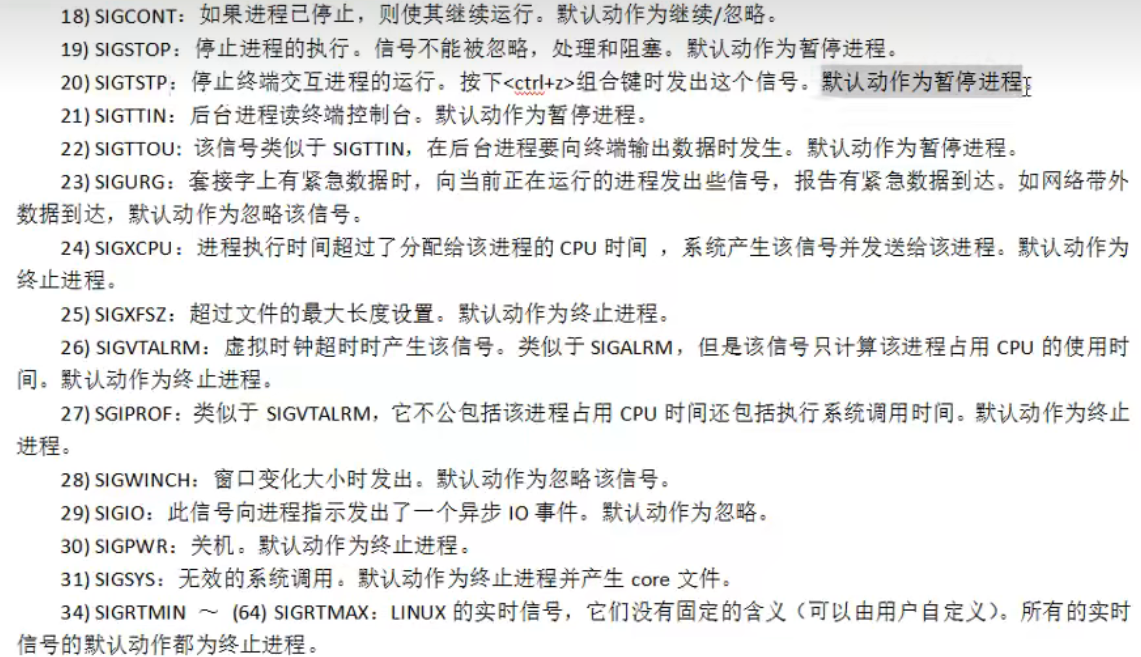 18) SIGCONT：如果进程已停止，则使其继续运行。默认动作为继续/忽略。
19) SIGSTOP：停止进程的执行。信号不能被忽略，处理和阻塞。默认动作为暂停进程。
20) SIGTSTP：停止终端交互进程的运行。按下<ctrl+z>组合键时发出这个信号。默认动作为暂停进程。
21) SIGTTIN：后台进程读终端控制台。默认动作为暂停进程。
22) SIGTTOU: 该信号类似于 SIGTTIN，在后台进程要向终端输出数据时发生。默认动作为暂停进程。
23) SIGURG：套接字上有紧急数据时，向当前正在运行的进程发出些信号，报告有紧急数据到达。如网络带外
数据到达，默认动作为忽略该信号。
24) SIGXCPU：进程执行时间超过了分配给该进程的 CPU 时间 ，系统产生该信号并发送给该进程。默认动作为
终止进程。
25) SIGXFSZ：超过文件的最大长度设置。默认动作为终止进程。
26) SIGVTALRM：虚拟时钟超时时产生该信号。类似于 SIGALRM，但是该信号只计算该进程占用 CPU 的使用时
间。默认动作为终止进程。
27) SGIPROF：类似于 SIGVTALRM，它不公包括该进程占用 CPU 时间还包括执行系统调用时间。默认动作为终止
进程。
28) SIGWINCH：窗口变化大小时发出。默认动作为忽略该信号。
29) SIGIO：此信号向进程指示发出了一个异步 IO 事件。默认动作为忽略。
30) SIGPWR：关机。默认动作为终止进程。
31) SIGSYS：无效的系统调用。默认动作为终止进程并产生 core 文件。
34) SIGRTMIN ～ (64) SIGRTMAX：LINUX 的实时信号，它们没有固定的含义（可以由用户自定义）。所有的实时
信号的默认动作都为终止进程。